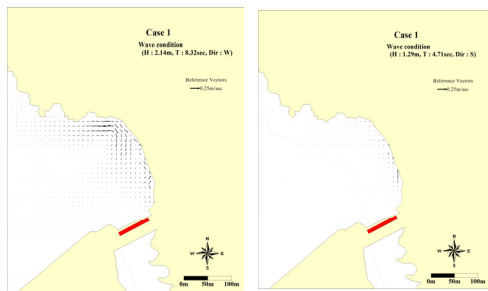 Case 1
Wave condition
(H : 2.14m, T : 8.32sec, Dir : W)
Reference Vectors
0.25m/sec
N
W
E
S
0m 50m 100m
Case 1
Wave condition
(H : 1.29m, T : 4.71sec, Dir : S)
Reference Vectors
0.25m/sec
N
W
E
S
0m 50m 100m